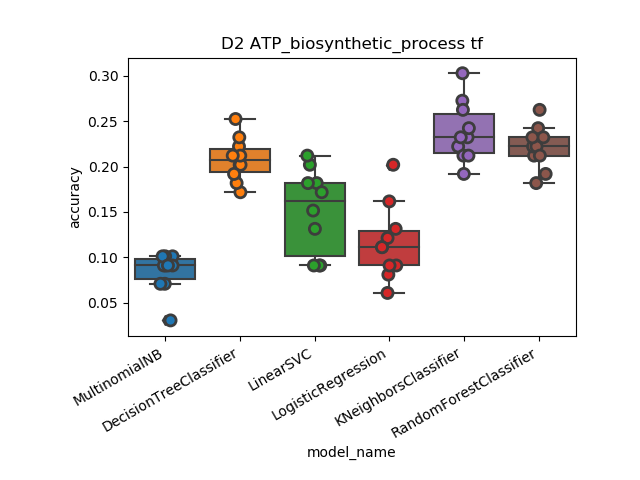 D2 ATP_biosynthetic_process tf
accuracy
0.30
0.25
0.20
0.15
0.10
0.05
MultinomialNB
DecisionTreeClassifier
LinearSVC
LogisticRegression
KNeighborsClassifier
RandomForestClassifier
model_name